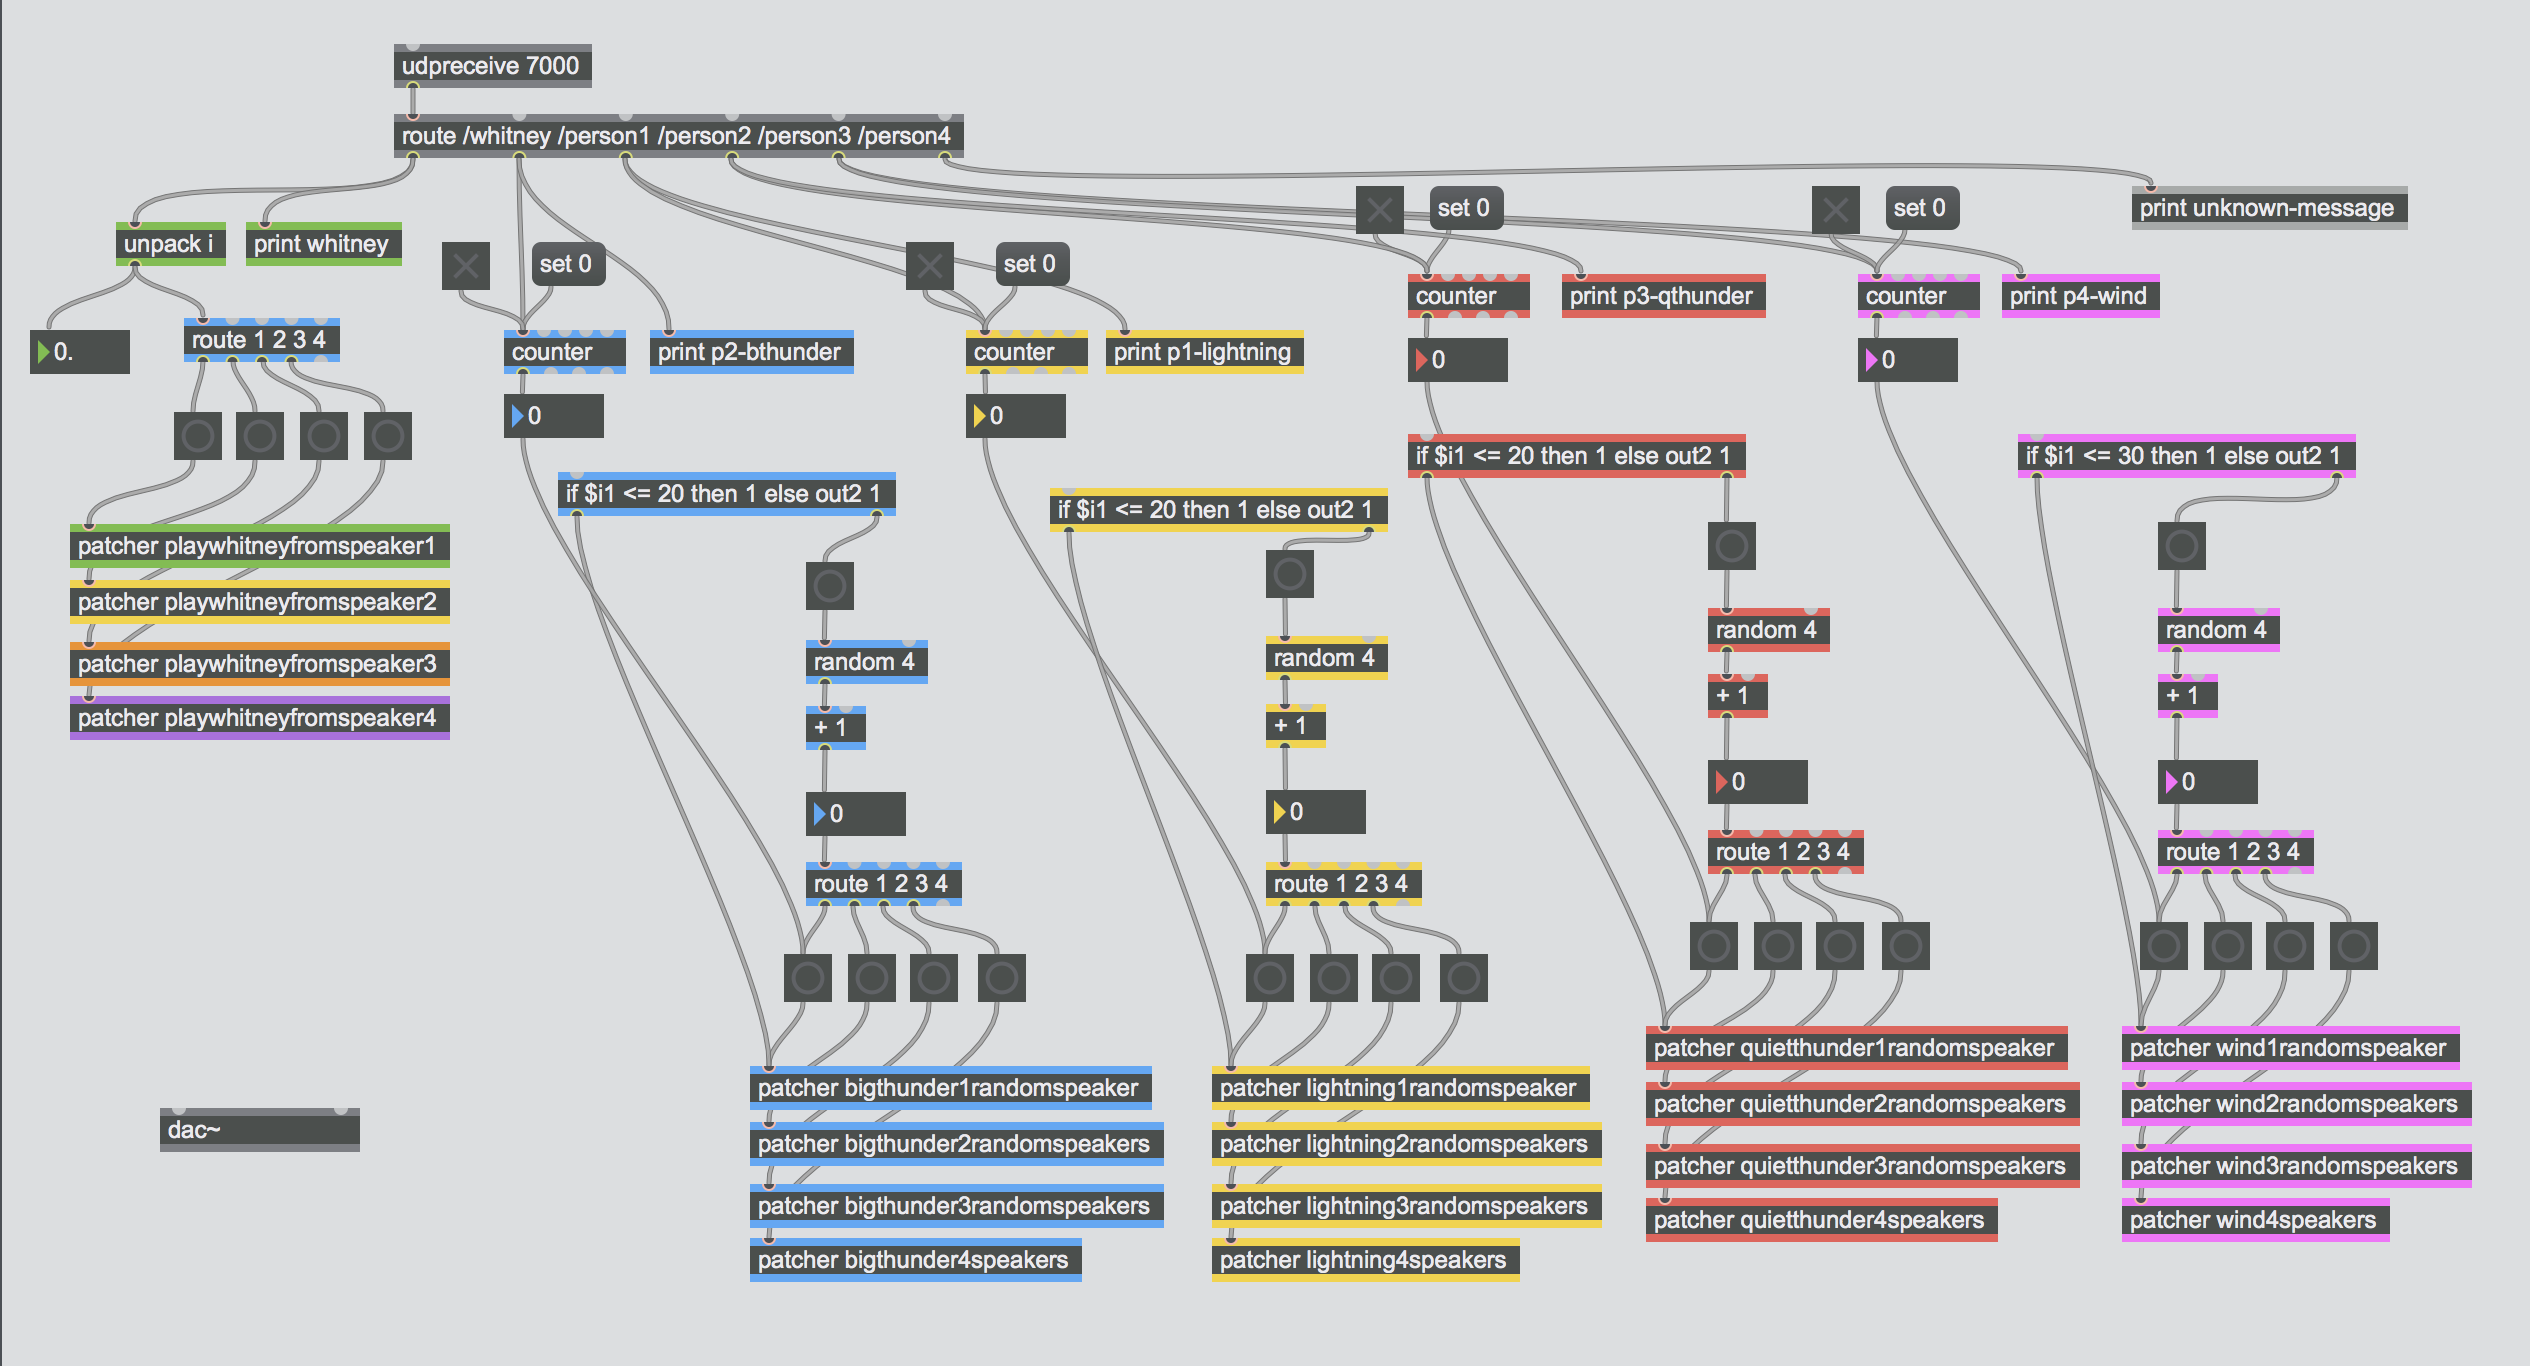 udpreceive 7000
route /whitney /person1 /person2 /person3 /person4
set 0
set 0
print unknown-message
unpack i
print whitney
set 0
set 0
counter
print p3-qthunder
counter
print p4-wind
0.
route 1 2 3 4
counter
print p2-bthunder
counter
print p1-lightning
0
0
0
0
if $i1 <= 20 then 1 else out2 1
if $i1 <= 30 then 1 else out2 1
if $i1 <= 20 then 1 else out2 1
if $i1 <= 20 then 1 else out2 1
patcher playwhitneyfromspeaker1
patcher playwhitneyfromspeaker2
patcher playwhitneyfromspeaker3
patcher playwhitneyfromspeaker4
random 4
random 4
random 4
random 4
+ 1
+ 1
+ 1
+ 1
0
0
0
0
route 1 2 3 4
route 1 2 3 4
route 1 2 3 4
route 1 2 3 4
dac~
patcher bigthunder1randomspeaker
patcher bigthunder2randomspeakers
patcher bigthunder3randomspeakers
patcher bigthunder4speakers
patcher lightning1randomspeaker
patcher lightning2randomspeakers
patcher lightning3randomspeakers
patcher lightning4speakers
patcher quietthunder1randomspeaker
patcher quietthunder2randomspeakers
patcher quietthunder3randomspeakers
patcher quietthunder4speakers
patcher wind1randomspeaker
patcher wind2randomspeakers
patcher wind3randomspeakers
patcher wind4speakers